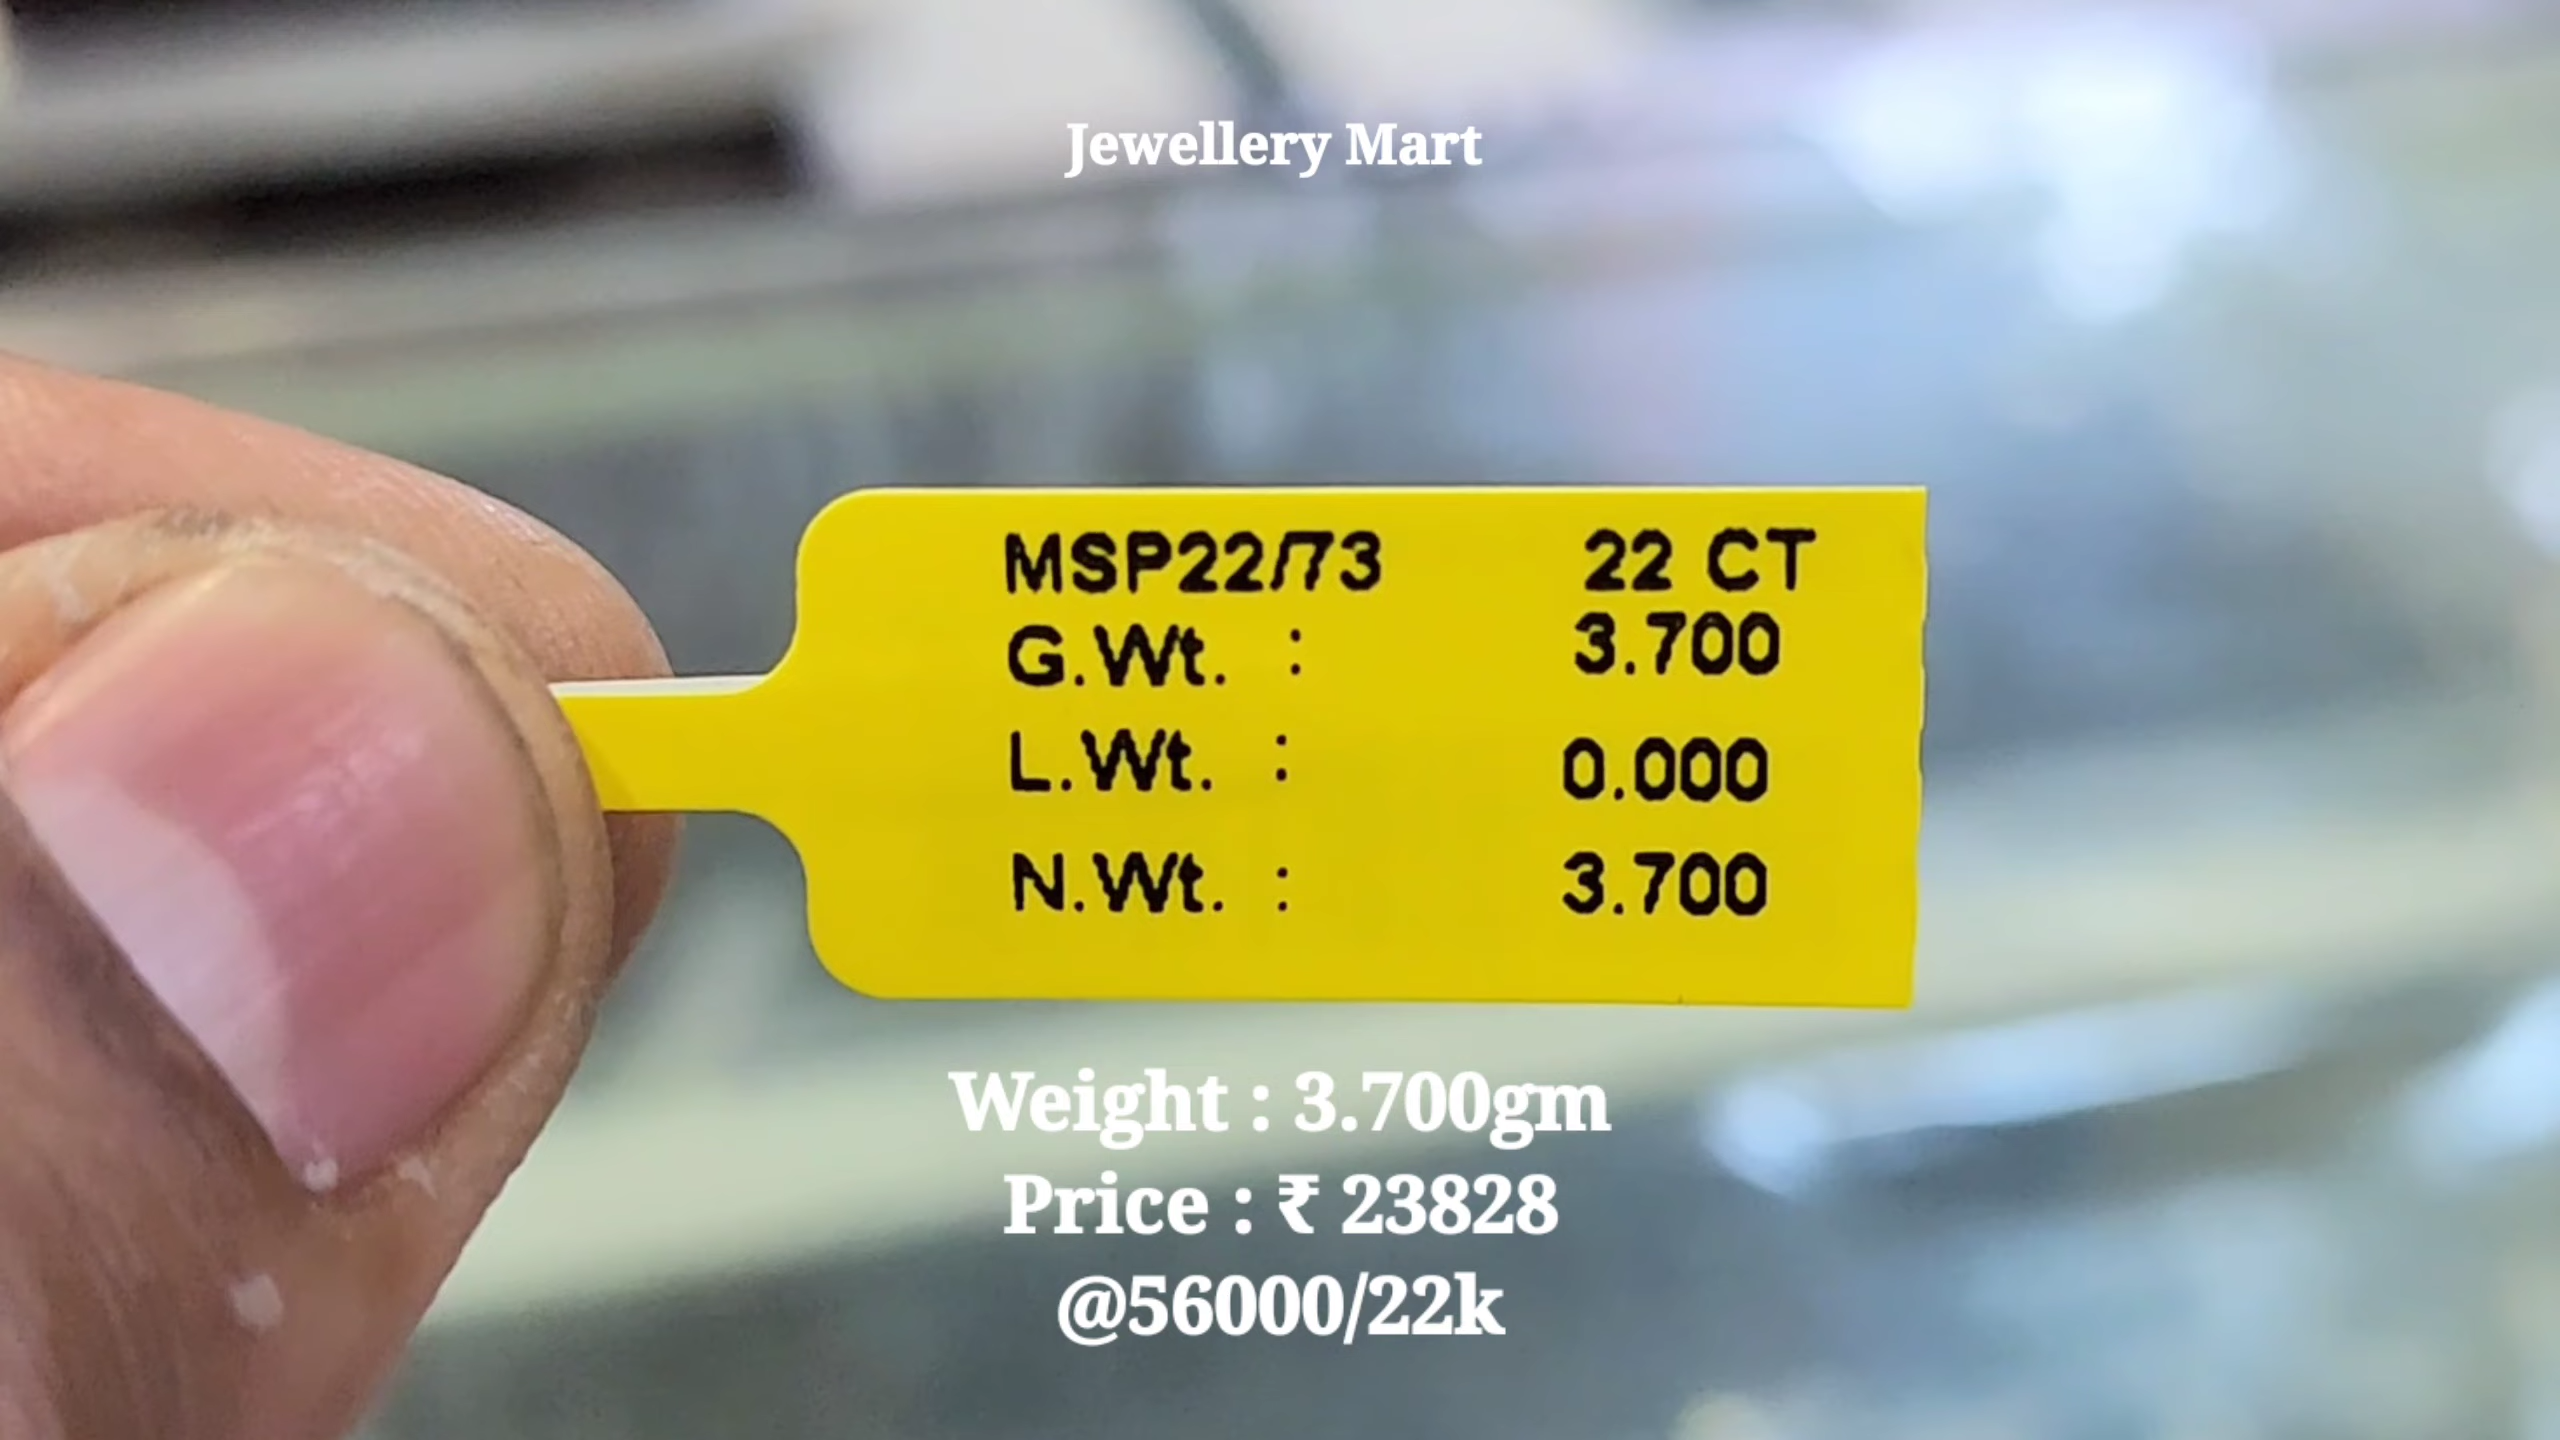 Jewellery Mart
MSP22/73 22 CT
G.Wt. : 3.700
L.Wt. : 0.000
N.Wt. : 3.700
Weight : 3.700gm
Price : ₹ 23828
@56000/22k